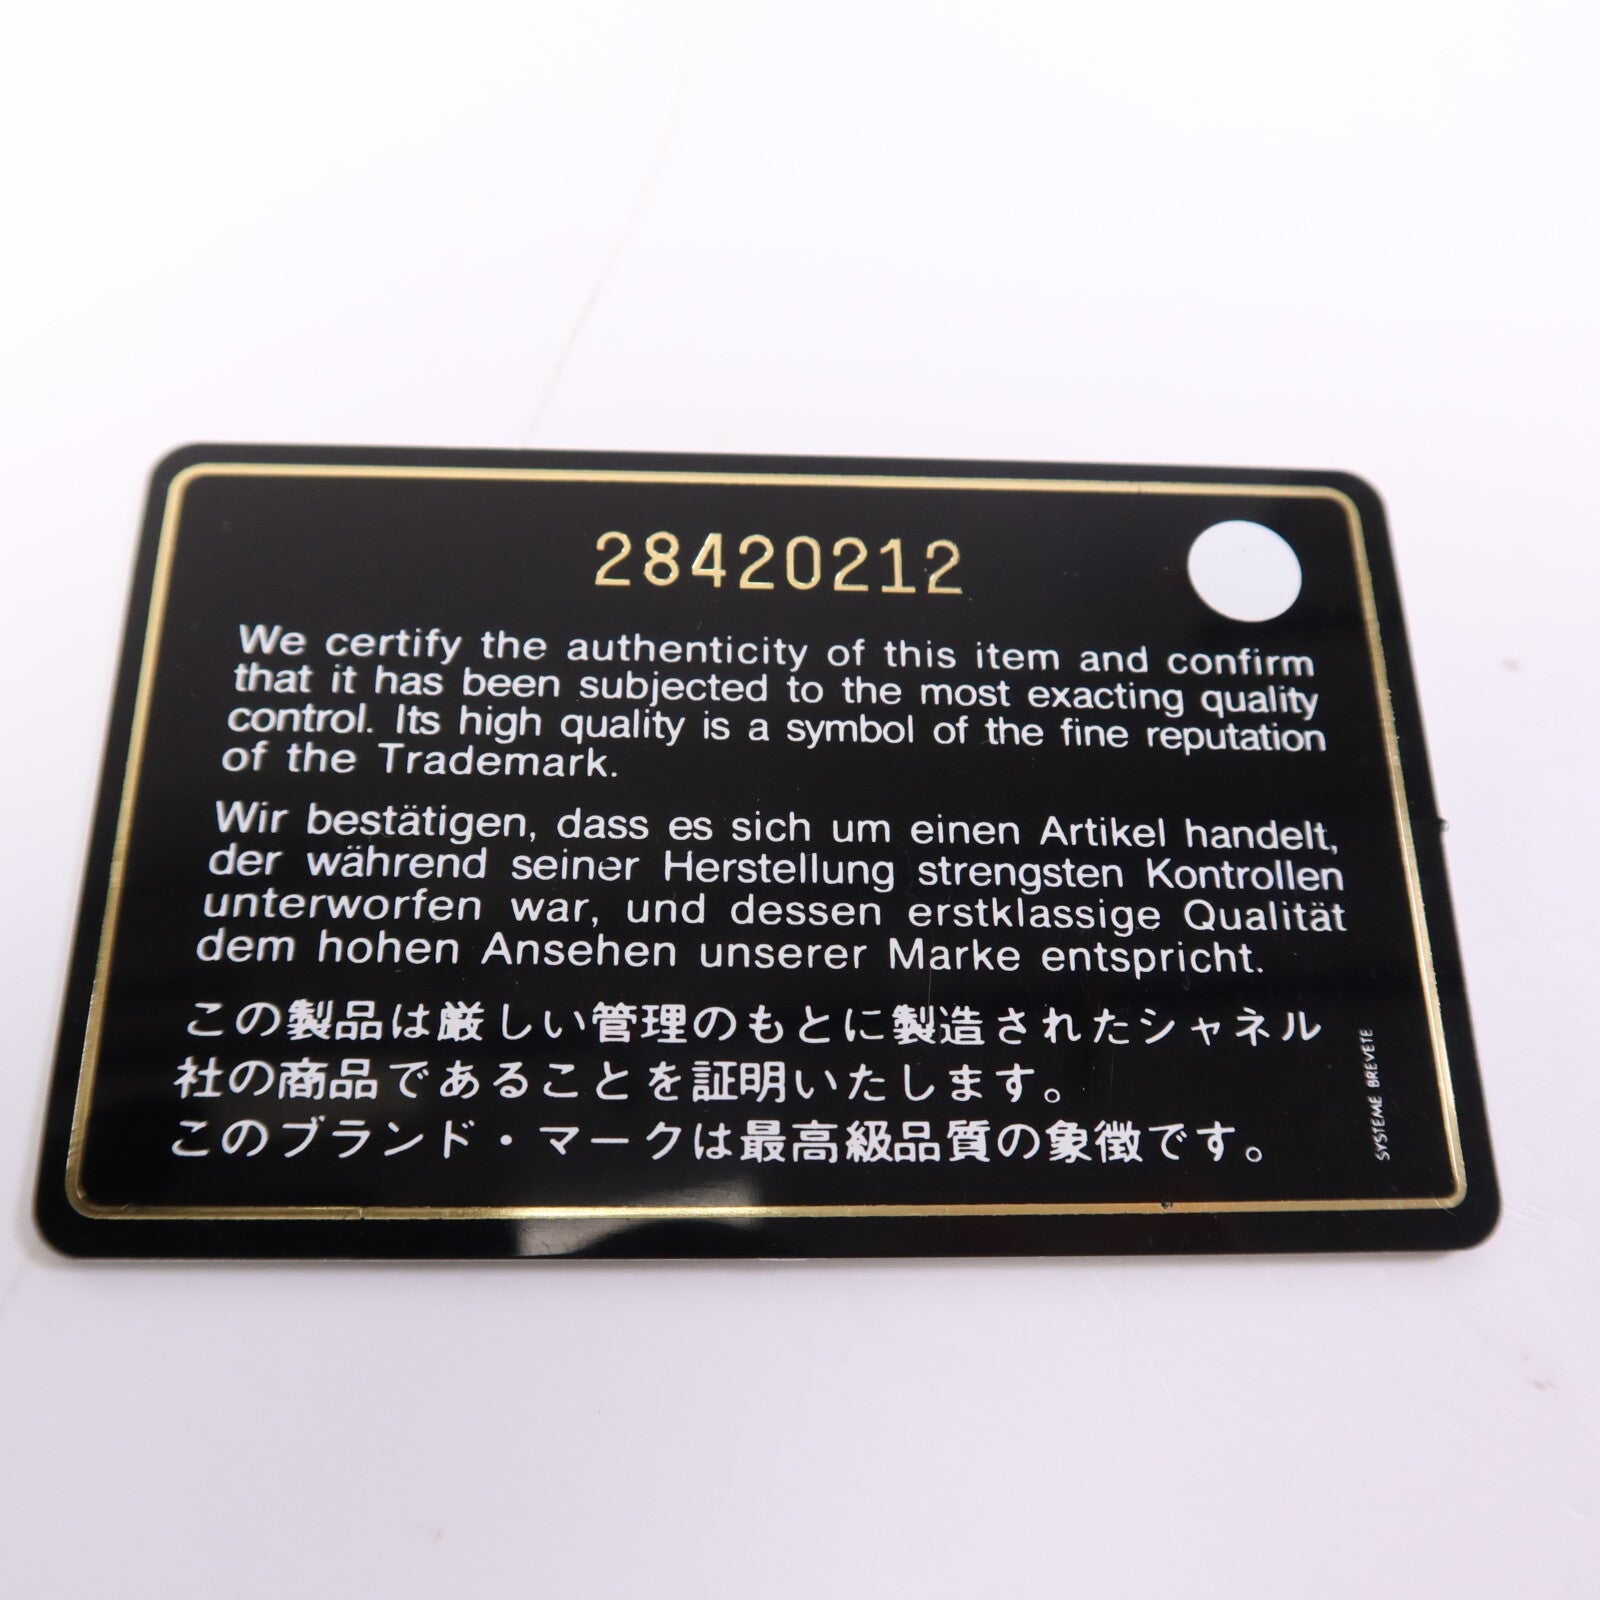 28420212
We certify the authenticity of this item and confirm
that it has been subjected to the most exacting quality
control. Its high quality is a symbol of the fine reputation
of the Trademark.
Wir bestätigen, dass es sich um einen Artikel handelt,
der während seiner Herstellung strengsten Kontrollen
unterworfen war, und dessen erstklassige Qualität
dem hohen Ansehen unserer Marke entspricht.
この製品は厳しい管理のもとに製造されたシャネル
社の商品であることを証明いたします。
このブランド・マークは最高級品質の象徴です。
SYSTEME BREVETE